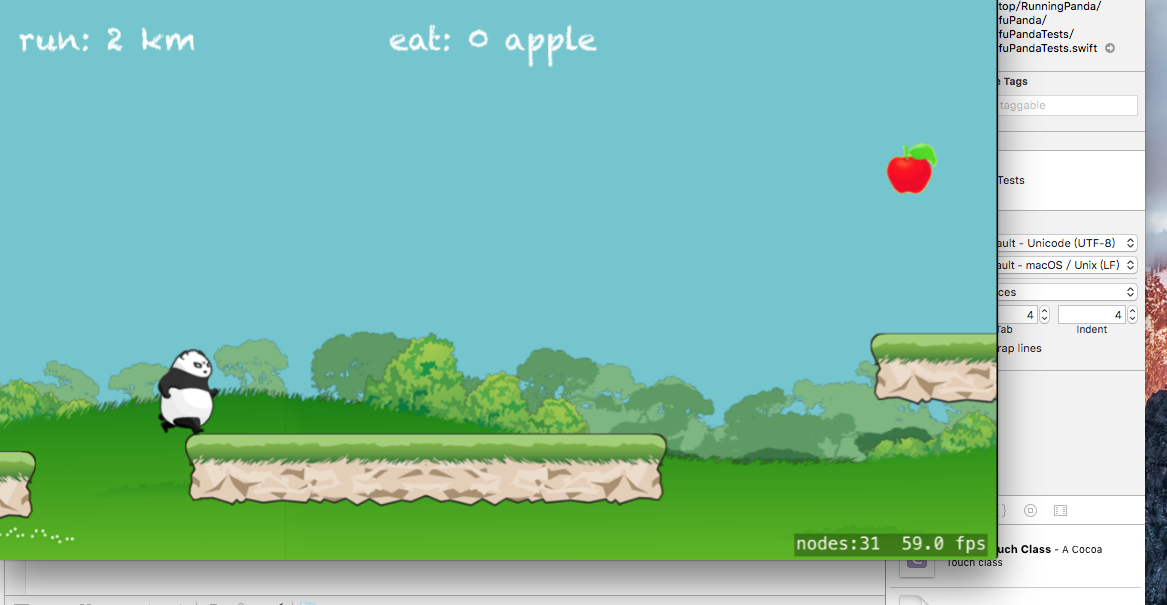 run: 2 km
eat: 0 apple
nodes:31 59.0 fps
top/RunningPanda/
fuPanda/
fuPandaTests/
fuPandaTests.swift
e Tags
taggable
Tests
ault - Unicode (UTF-8)
ault - macOS / Unix (LF)
ces
4
4
Tab
Indent
rap lines
uch Class - A Cocoa
Touch class